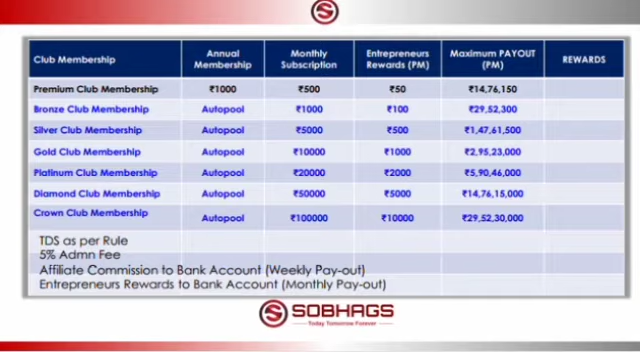 SOBHAGS
Club Membership Annual Membership Monthly Subscription Entrepreneurs Rewards (PM) Maximum PAYOUT (PM) REWARDS
Premium Club Membership ₹1000 ₹500 ₹50 ₹14,76,150
Bronze Club Membership Autopool ₹1000 ₹100 ₹29,52,300
Silver Club Membership Autopool ₹5000 ₹500 ₹1,47,61,500
Gold Club Membership Autopool ₹10000 ₹1000 ₹2,95,23,000
Platinum Club Membership Autopool ₹20000 ₹2000 ₹5,90,46,000
Diamond Club Membership Autopool ₹50000 ₹5000 ₹14,76,15,000
Crown Club Membership Autopool ₹100000 ₹10000 ₹29,52,30,000
TDS as per Rule
5% Admn Fee
Affiliate Commission to Bank Account (Weekly Pay-out)
Entrepreneurs Rewards to Bank Account (Monthly Pay-out)
SOBHAGS
Today Tomorrow Forever